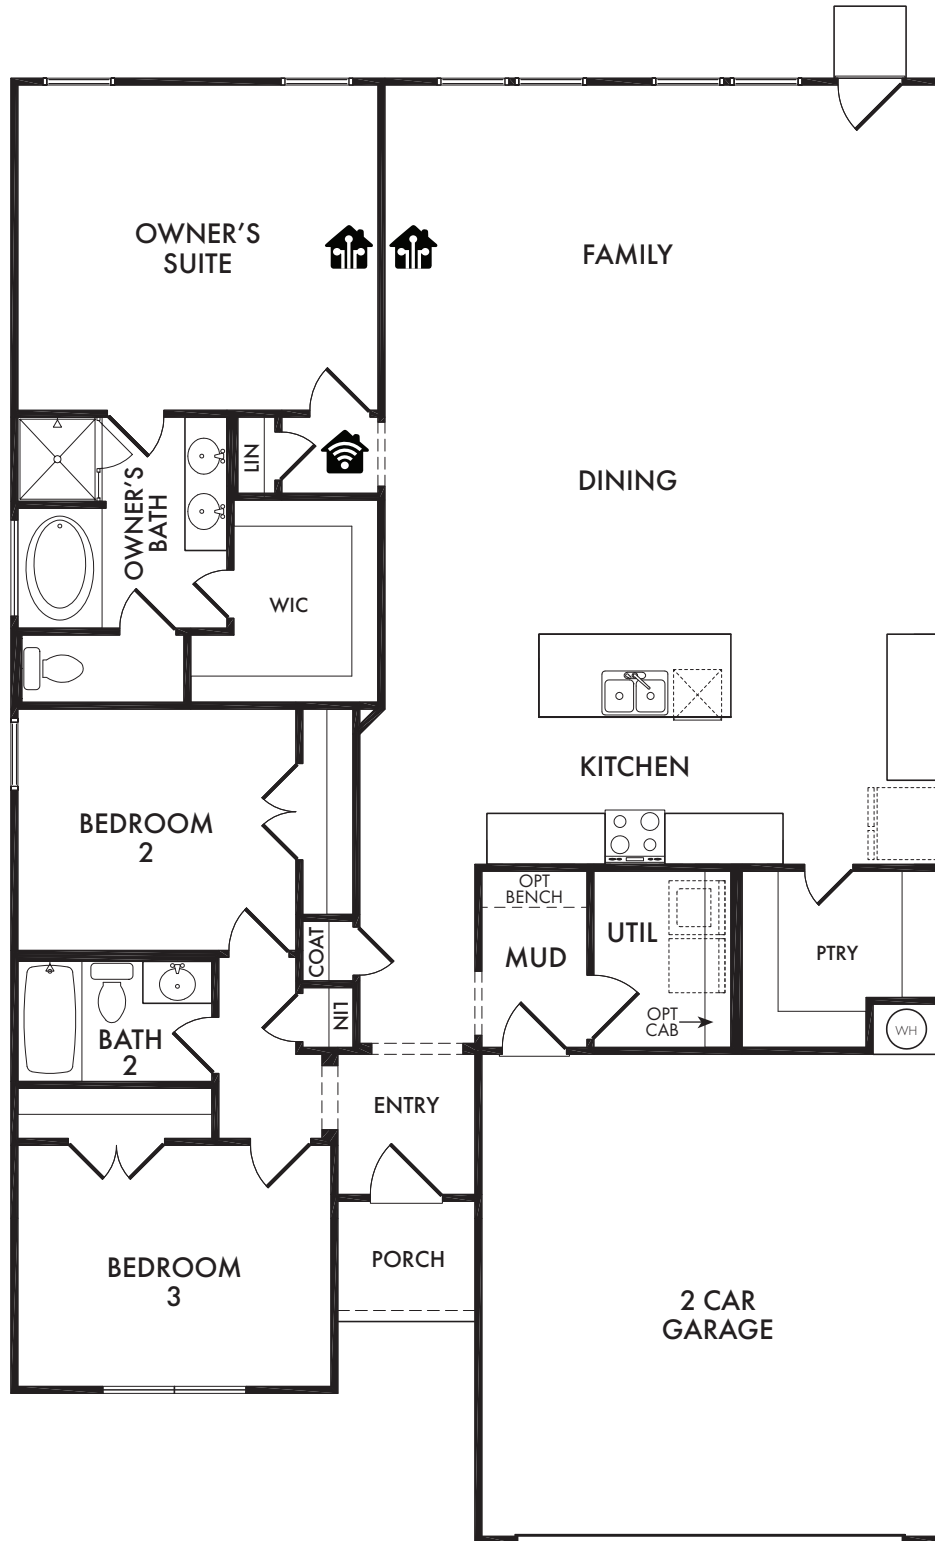 OWNER'S
SUITE
FAMILY
LIN
OWNER'S
BATH
DINING
WIC
KITCHEN
BEDROOM
2
OPT
BENCH
COAT
MUD
UTIL
PTRY
LIN
OPT
CAB
WH
BATH
2
ENTRY
PORCH
BEDROOM
3
2 CAR
GARAGE